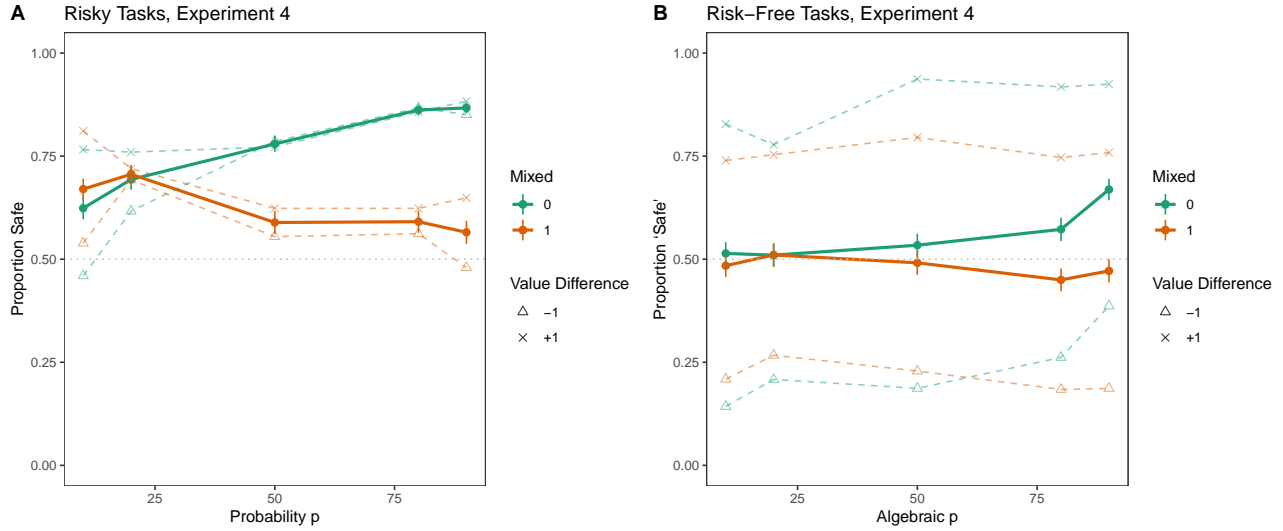 A
Risky Tasks, Experiment 4
1.00
0.75
0.50
0.25
0.00
Proportion Safe
25
50
75
Probability p
Mixed
0
1
Value Difference
−1
+1
B
Risk−Free Tasks, Experiment 4
1.00
0.75
0.50
0.25
0.00
Proportion ‘Safe’
25
50
75
Algebraic p
Mixed
0
1
Value Difference
−1
+1